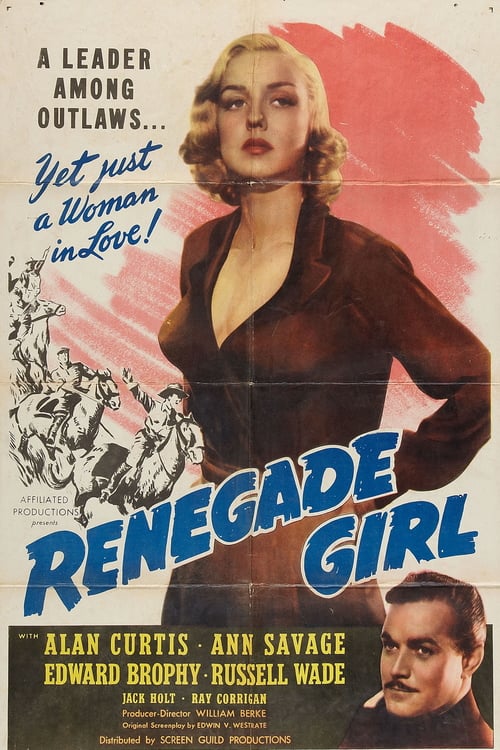 A LEADER
AMONG
OUTLAWS...
Yet just
a Woman
in Love!
AFFILIATED
PRODUCTIONS
presents
RENEGADE
GIRL
WITH ALAN CURTIS · ANN SAVAGE
EDWARD BROPHY · RUSSELL WADE
JACK HOLT · RAY CORRIGAN
Producer-Director WILLIAM BERKE
Original Screenplay by EDWIN V. WESTRATE
Distributed by SCREEN GUILD PRODUCTIONS